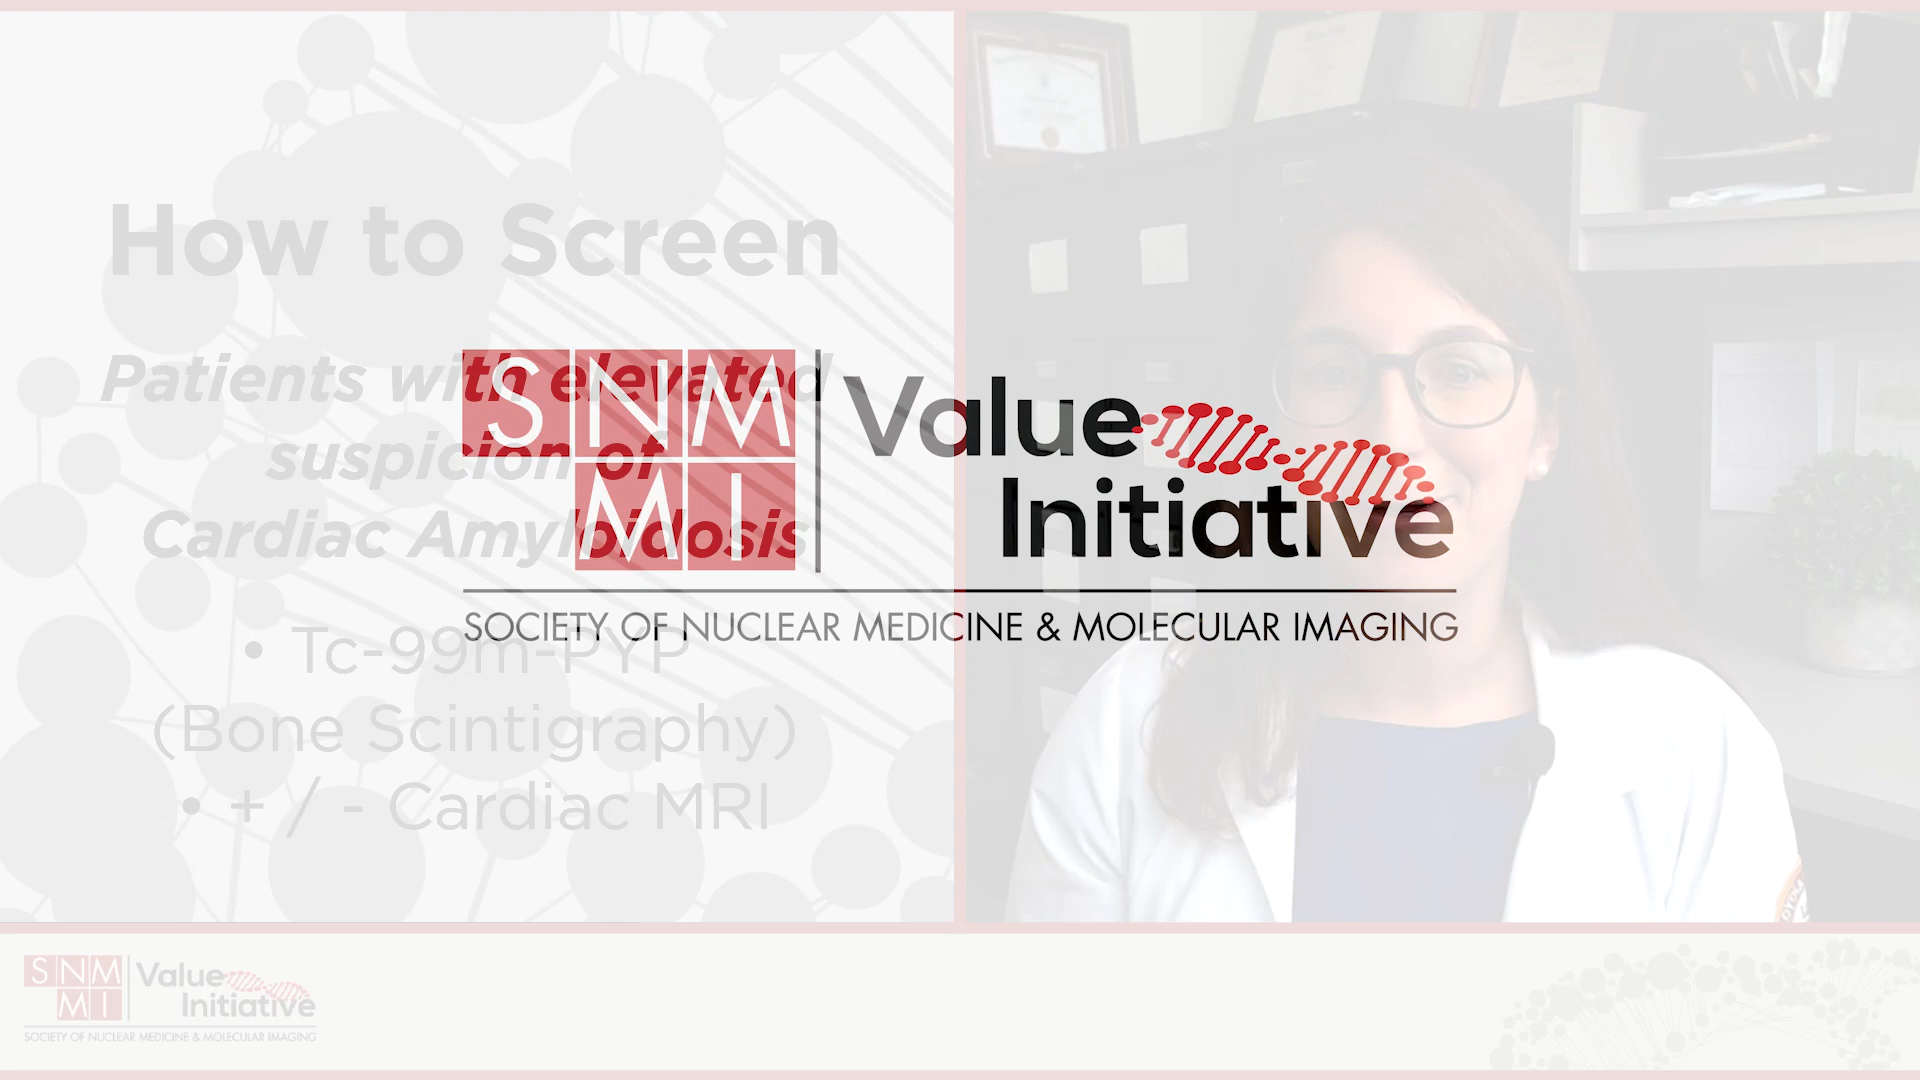 How to Screen
Patients with elevated
suspicion of
Cardiac Amyloidosis
• Tc-99m-PYP
(Bone Scintigraphy)
• + / - Cardiac MRI
SNM
MI
Value
Initiative
SOCIETY OF NUCLEAR MEDICINE & MOLECULAR IMAGING
SNM
MI
Value
Initiative
SOCIETY OF NUCLEAR MEDICINE & MOLECULAR IMAGING